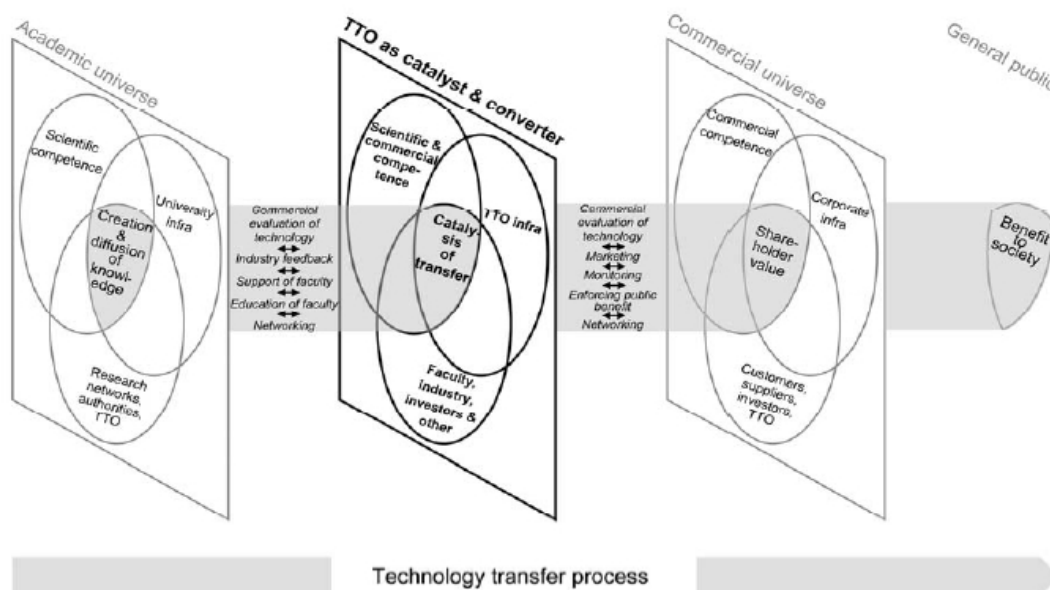 Academic universe
Scientific
competence
University
infra
Creation
&
diffusion
of
knowl-
edge
Research
networks,
authorities,
TTO
Commercial
evaluation of
technology
Industry feedback
Support of faculty
Education of faculty
Networking
TTO as catalyst & converter
Scientific &
commercial
compe-
tence
TTO infra
Cataly-
sis
of
transfer
Faculty,
industry,
investors &
other
Commercial
evaluation of
technology
Marketing
Monitoring
Enforcing public
benefit
Networking
Commercial universe
Commercial
competence
Corporate
infra
Share-
holder
value
Customers,
suppliers,
investors,
TTO
General public
Benefit
to
society
Technology transfer process